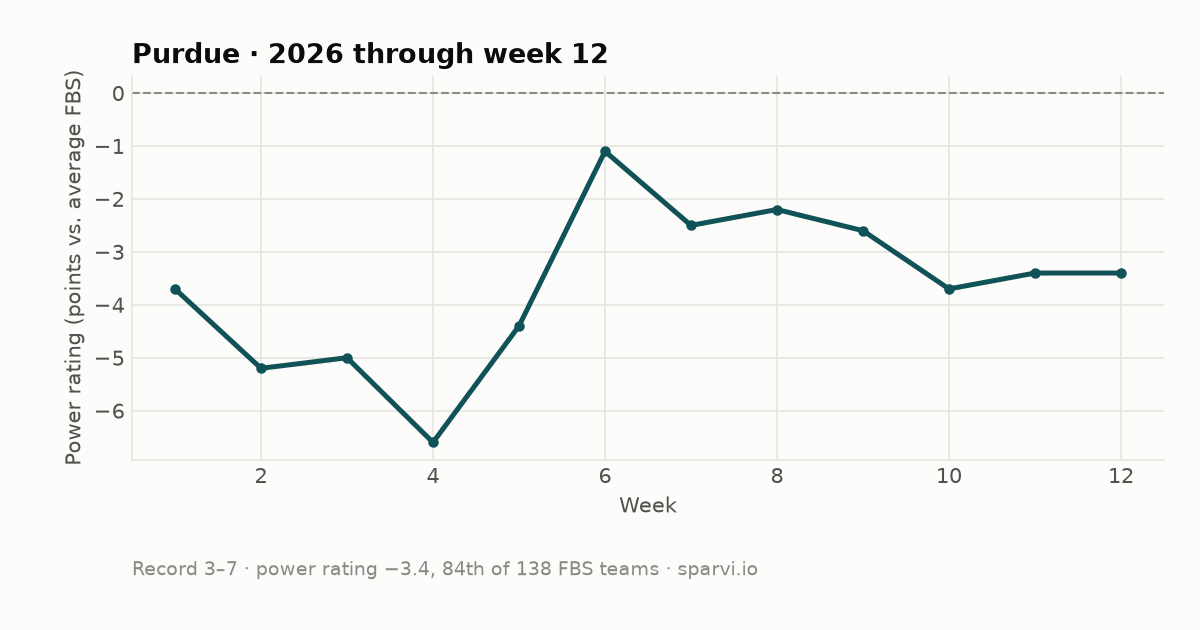 Purdue · 2026 through week 12
Power rating (points vs. average FBS)
0
−1
−2
−3
−4
−5
−6
2 4 6 8 10 12
Week
Record 3–7 · power rating −3.4, 84th of 138 FBS teams · sparvi.io